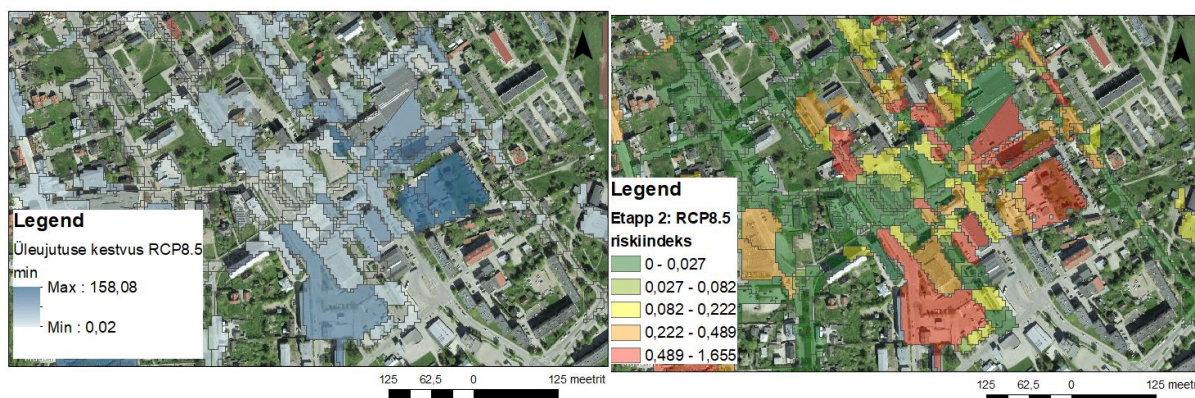 Legend
Üleujutuse kestvus RCP8.5
min
Max : 158,08
Min : 0,02
125 62,5 0 125 meetrit
Legend
Etapp 2: RCP8.5
riskiindeks
0 - 0,027
0,027 - 0,082
0,082 - 0,222
0,222 - 0,489
0,489 - 1,655
125 62,5 0 125 meetrit